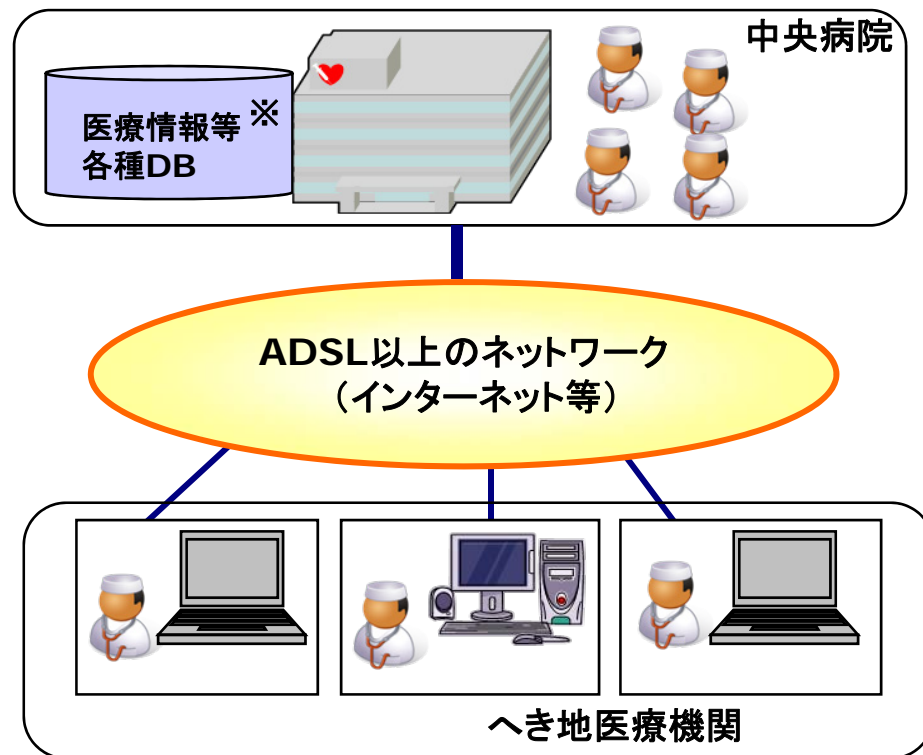 中央病院
医療情報等※
各種DB
ADSL以上のネットワーク
（インターネット等）
へき地医療機関